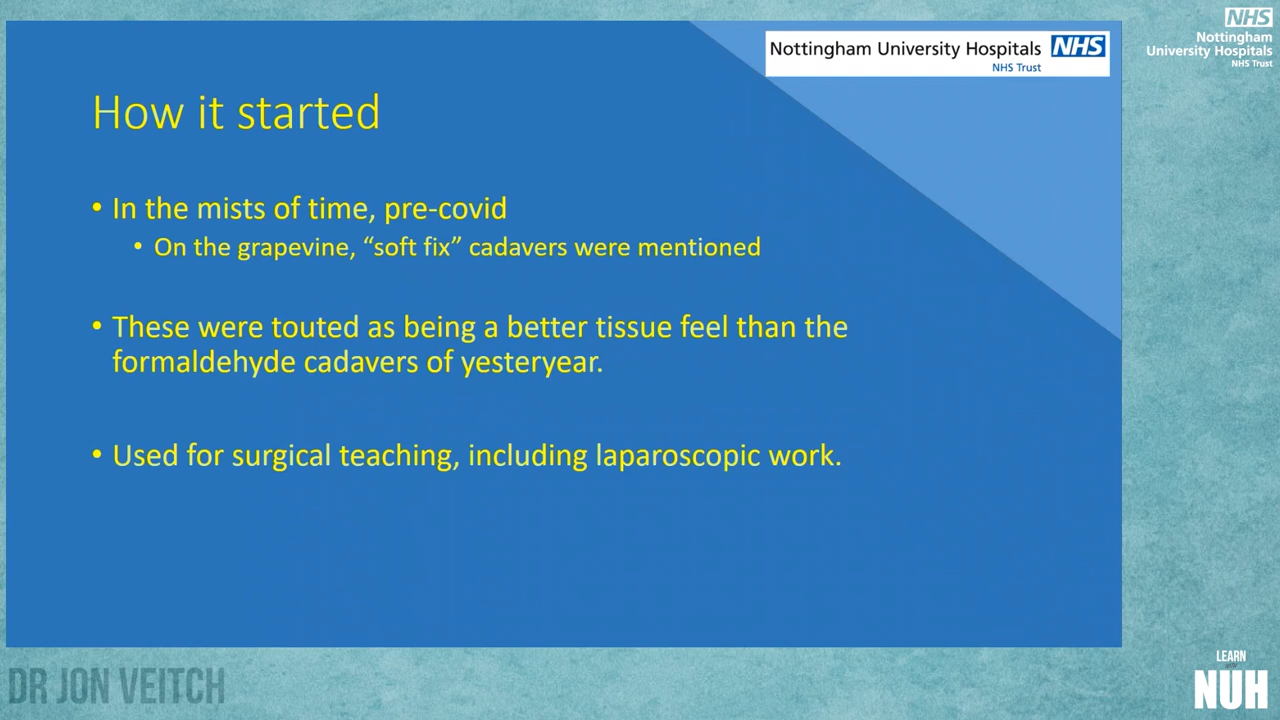 Nottingham University Hospitals NHS
NHS Trust
NHS
Nottingham
University Hospitals
NHS Trust
How it started
• In the mists of time, pre-covid
• On the grapevine, “soft fix” cadavers were mentioned
• These were touted as being a better tissue feel than the
formaldehyde cadavers of yesteryear.
• Used for surgical teaching, including laparoscopic work.
DR JON VEITCH
LEARN
NUH